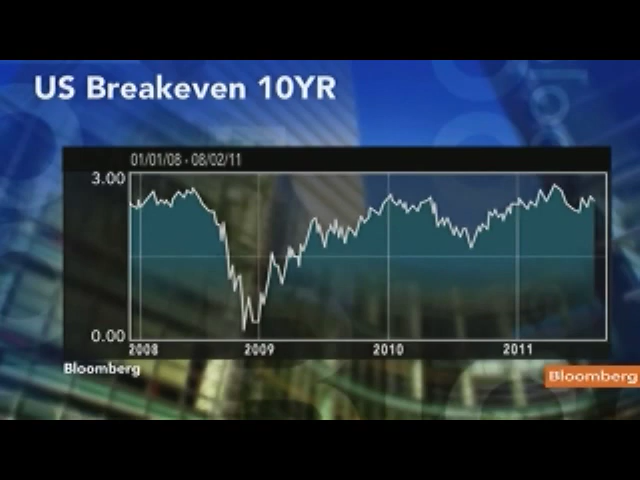 US Breakeven 10YR
01/01/08 - 08/02/11
3.00
0.00
2008 2009 2010 2011
Bloomberg
Bloomberg